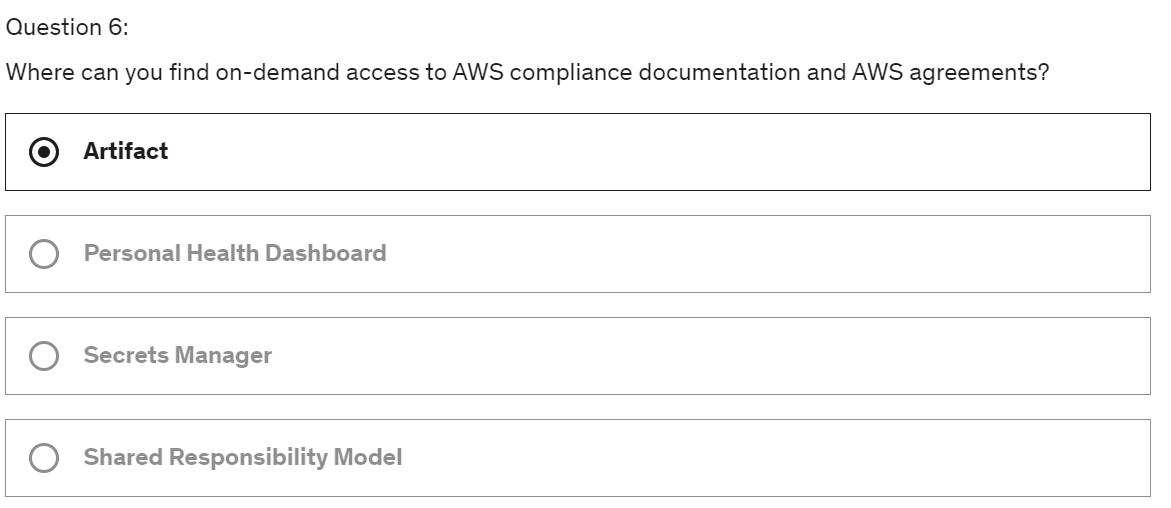 Question 6:
Where can you find on-demand access to AWS compliance documentation and AWS agreements?
Artifact
Personal Health Dashboard
Secrets Manager
Shared Responsibility Model